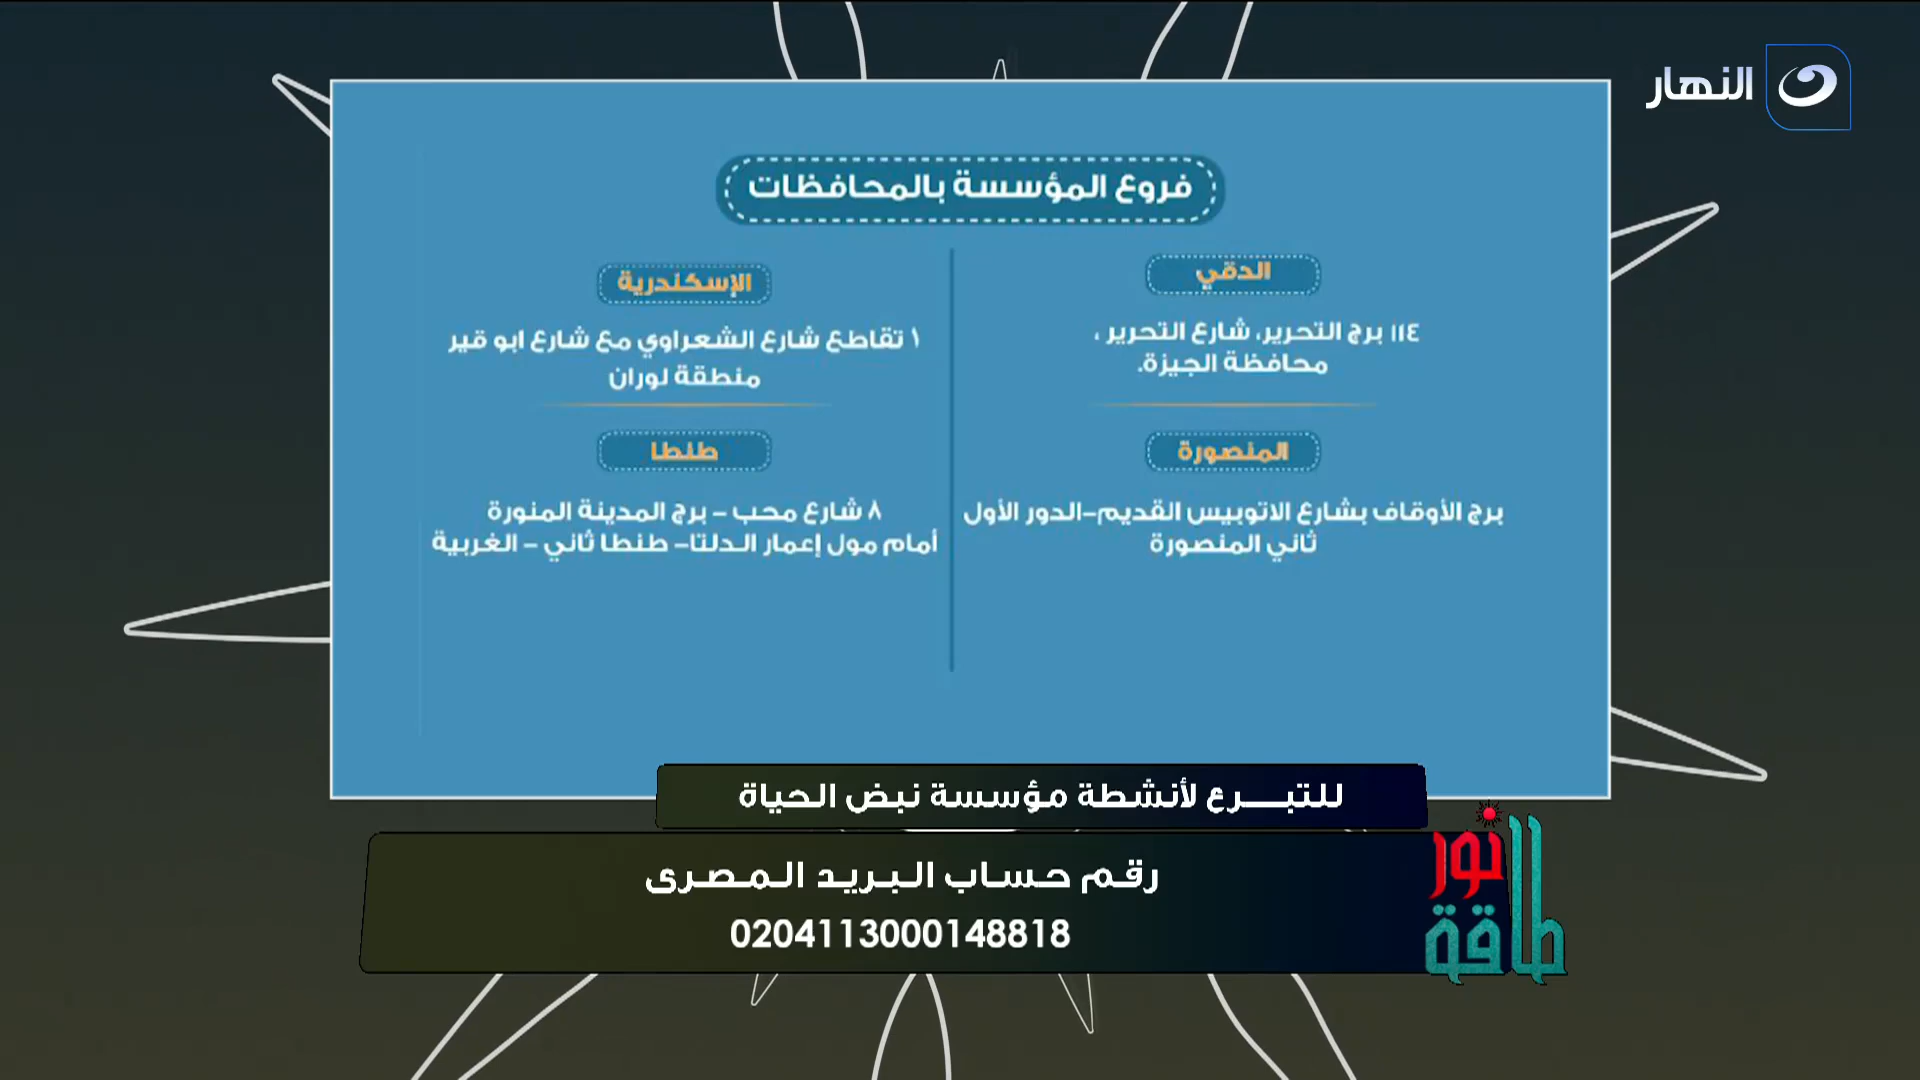 النهار
فروع المؤسسة بالمحافظات
الدقي
١١٤ برج التحرير، شارع التحرير ،
محافظة الجيزة.
المنصورة
برج الأوقاف بشارع الاتوبيس القديم-الدور الأول
ثاني المنصورة
الإسكندرية
١ تقاطع شارع الشعراوي مع شارع ابو قير
منطقة لوران
طنطا
٨ شارع محب - برج المدينة المنورة
أمام مول إعمار الدلتا- طنطا ثاني - الغربية
للتبـــرع لأنشطة مؤسسة نبض الحياة
رقم حساب البريد المصرى
0204113000148818
طاقة نور